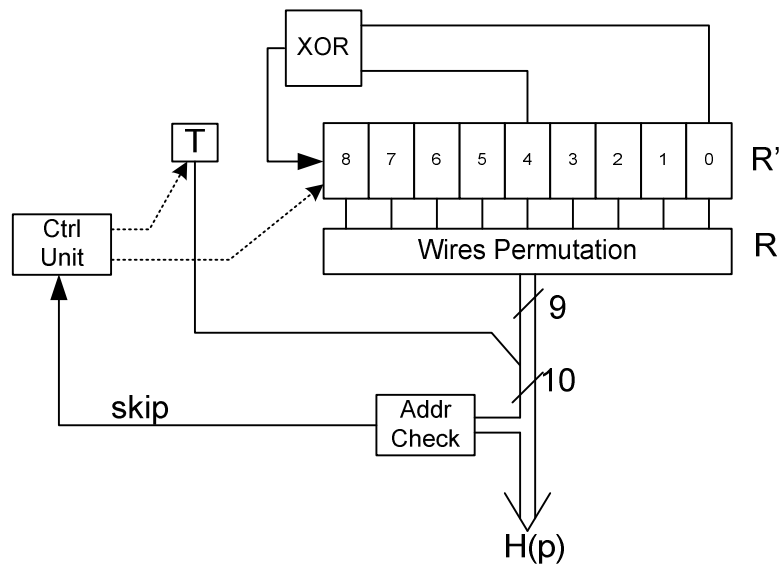 XOR
T
8 7 6 5 4 3 2 1 0
R’
Ctrl
Unit
Wires Permutation
R
9
10
skip
Addr
Check
H(p)